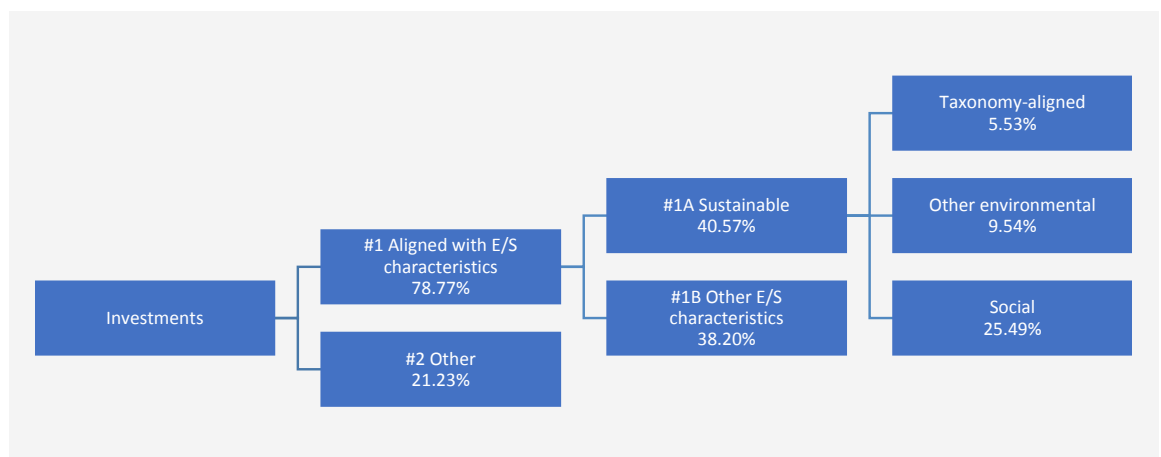 Investments
#1 Aligned with E/S
characteristics
78.77%
#2 Other
21.23%
#1A Sustainable
40.57%
#1B Other E/S
characteristics
38.20%
Taxonomy-aligned
5.53%
Other environmental
9.54%
Social
25.49%